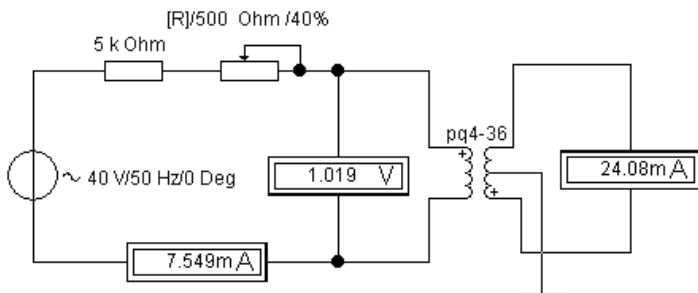 [R]/500 Ohm /40%
5 k Ohm
pq4-36
40 V/50 Hz/0 Deg
1.019 V
24.08m A
7.549m A